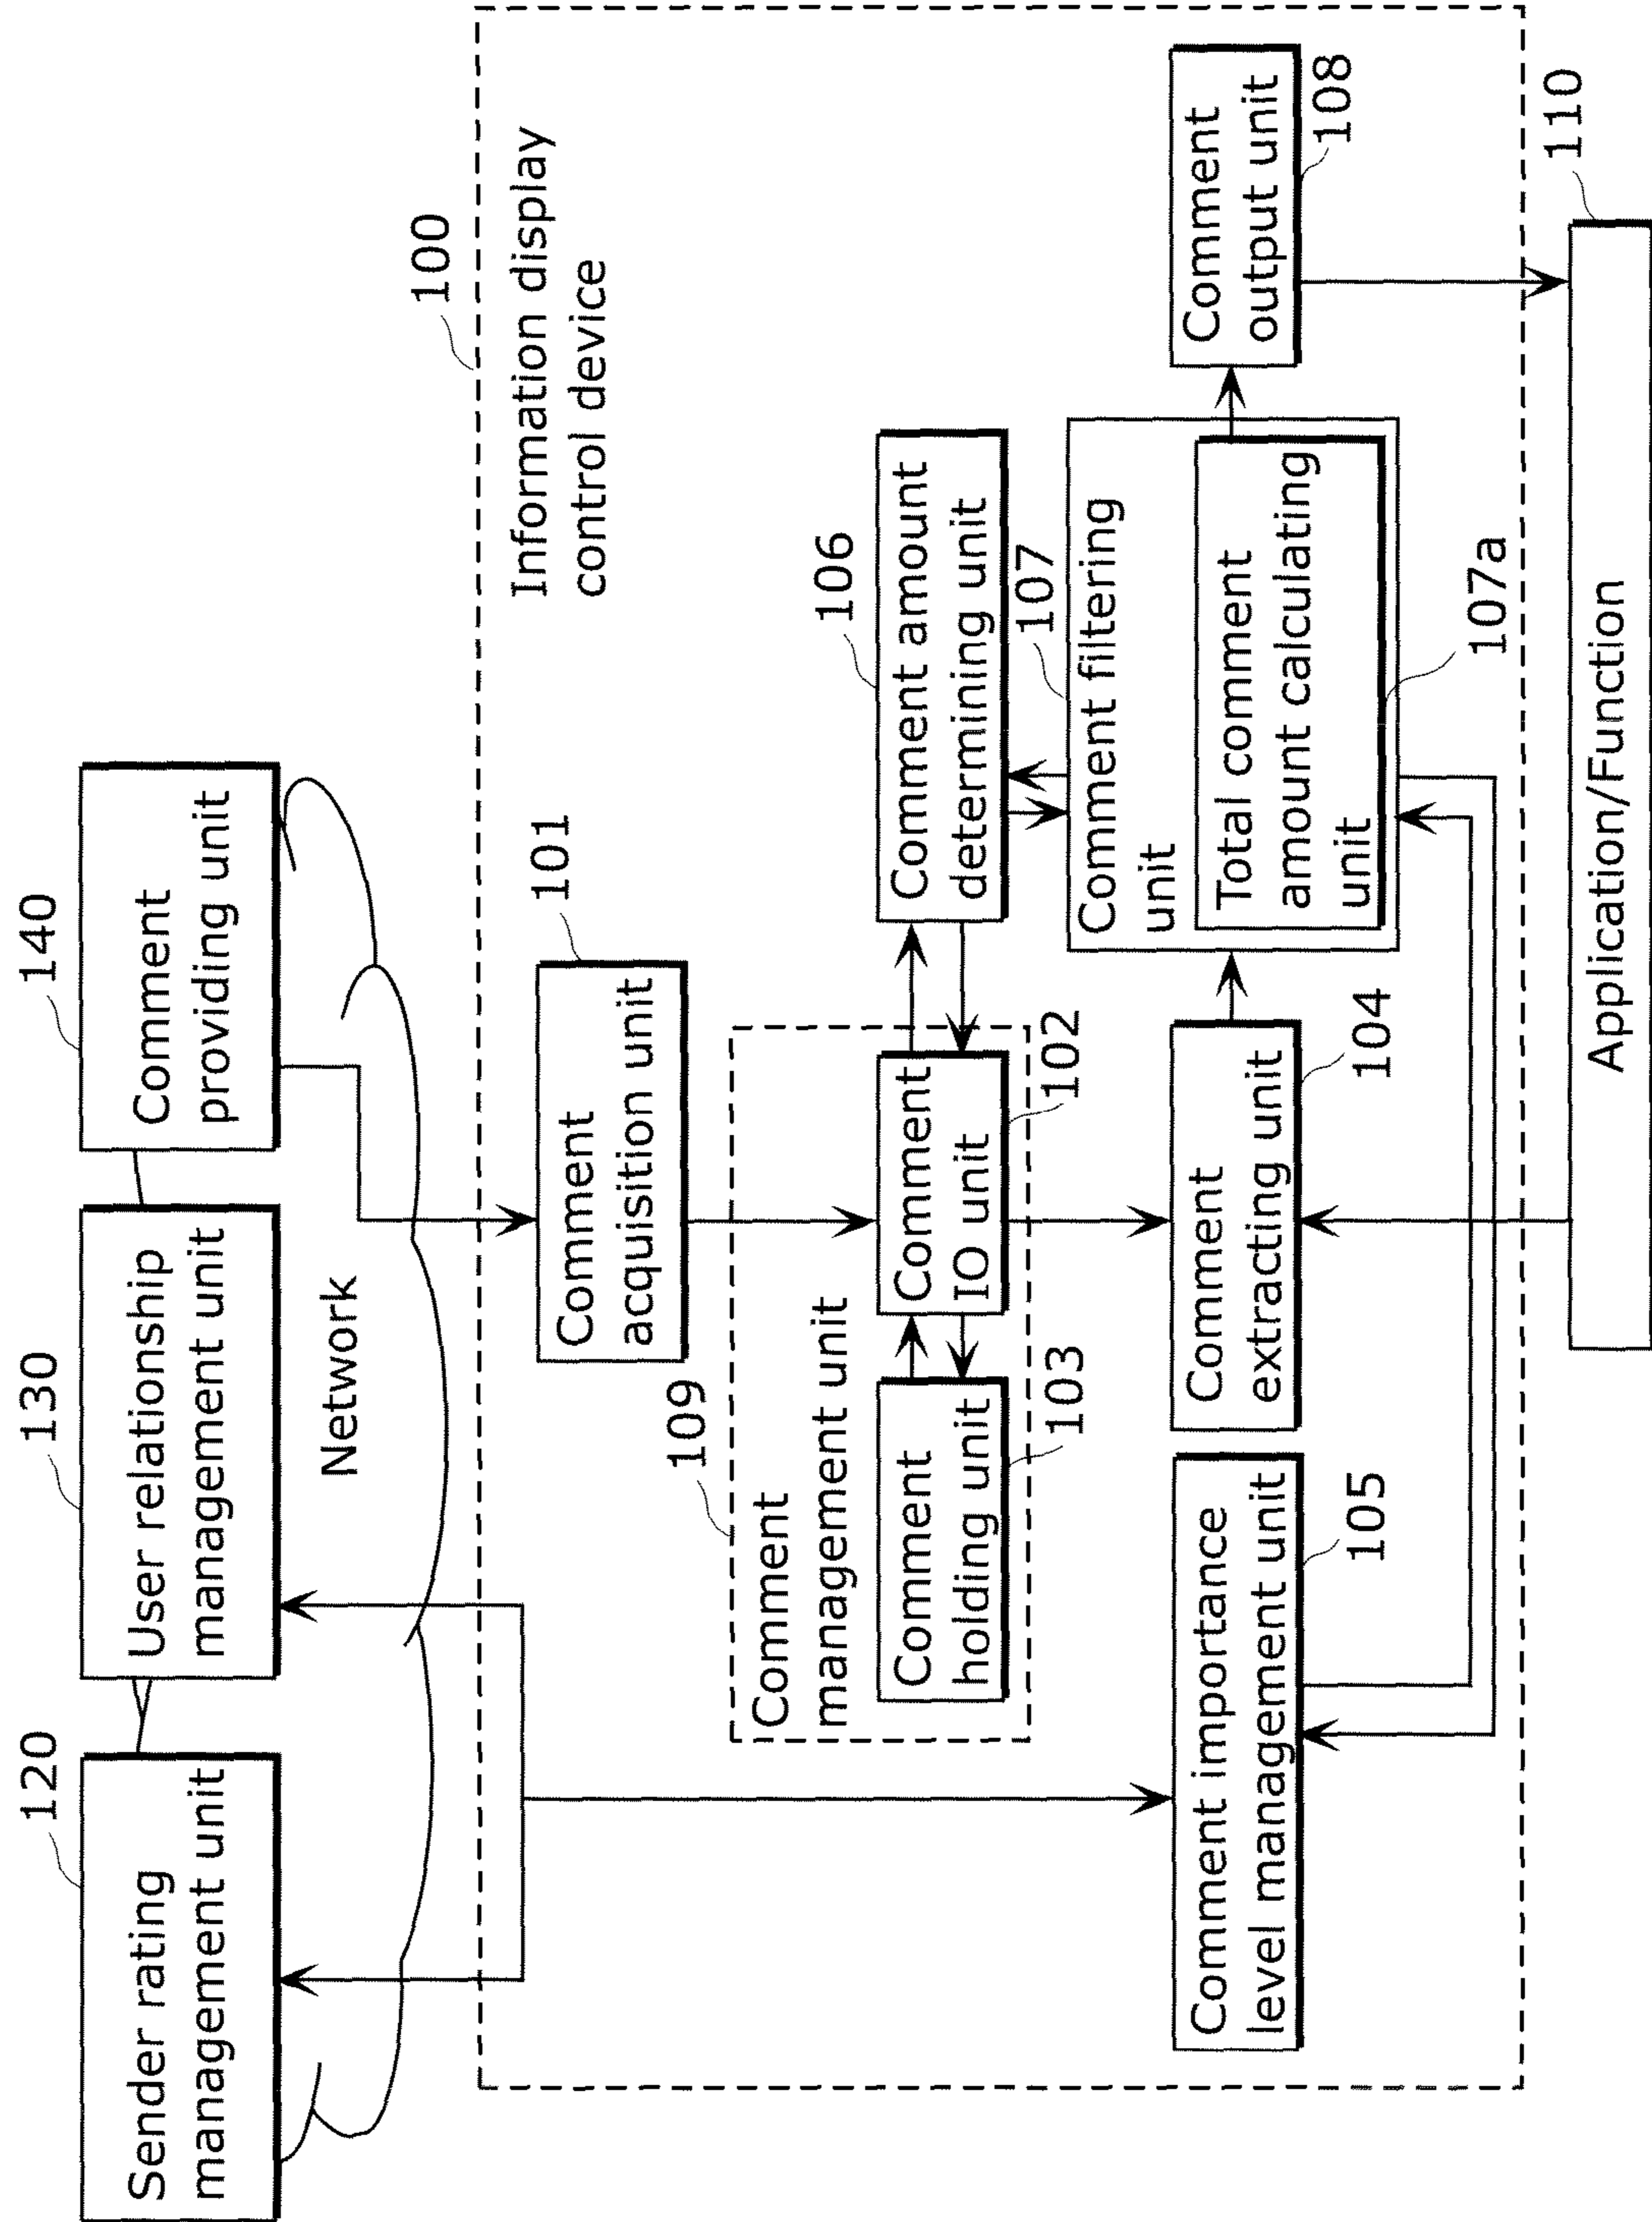 120
Sender rating
management unit
130
User relationship
management unit
140
Comment
providing unit
Network
100
Information display
control device
101
Comment
acquisition unit
109
Comment
management unit
Comment
holding unit
103
Comment
IO unit
102
106
Comment amount
determining unit
105
Comment importance
level management unit
Comment
extracting unit
104
107
Comment filtering
unit
Total comment
amount calculating
unit
107a
Comment
output unit
108
110
Application/Function